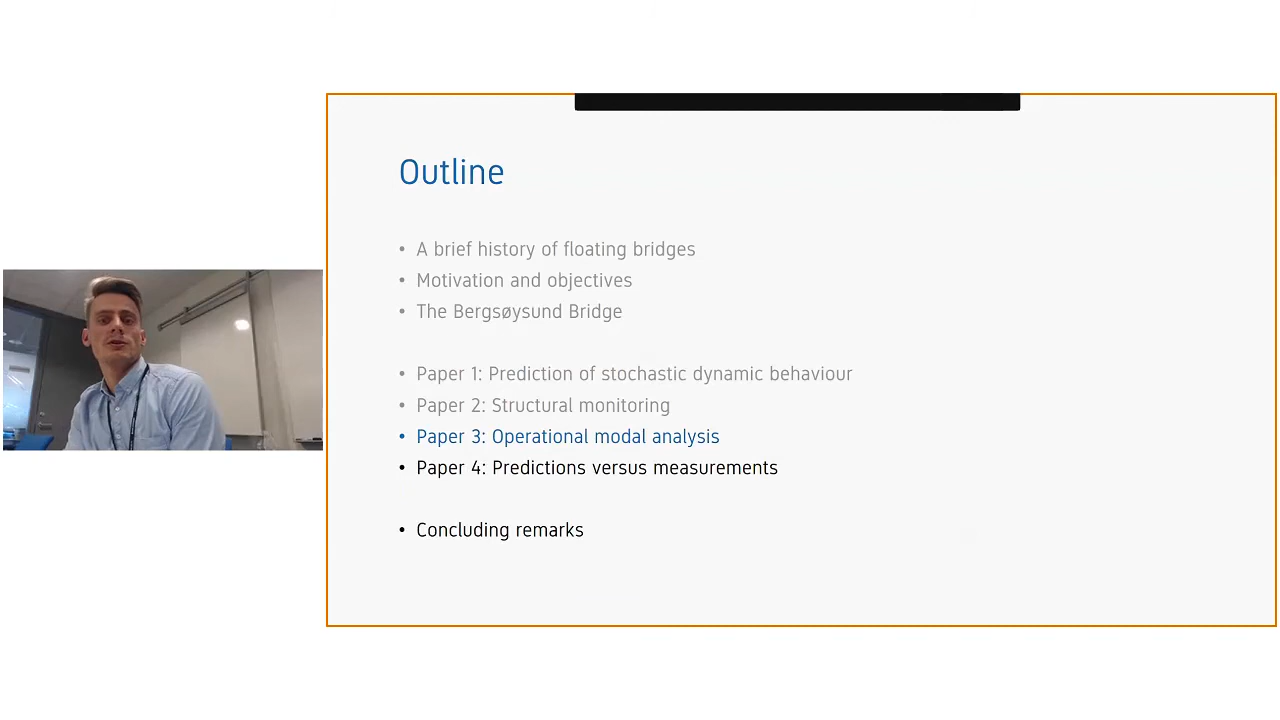 Outline
• A brief history of floating bridges
• Motivation and objectives
• The Bergsøysund Bridge
• Paper 1: Prediction of stochastic dynamic behaviour
• Paper 2: Structural monitoring
• Paper 3: Operational modal analysis
• Paper 4: Predictions versus measurements
• Concluding remarks